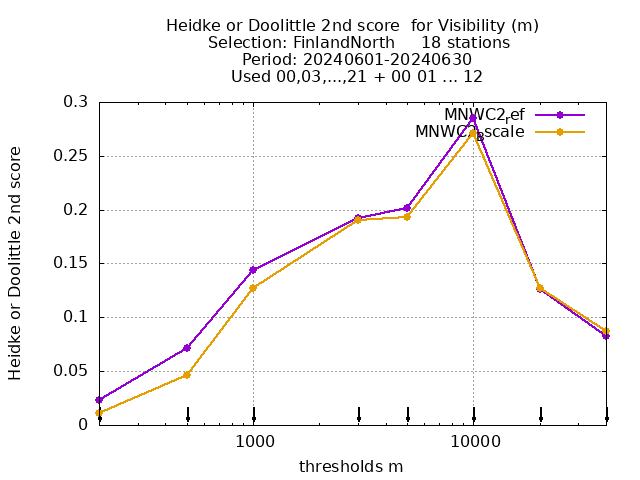 Heidke or Doolittle 2nd score  for Visibility (m)
Selection: FinlandNorth     18 stations
Period: 20240601-20240630
Used 00,03,...,21 + 00 01 ... 12
Heidke or Doolittle 2nd score
0.3
0.25
0.2
0.15
0.1
0.05
0
MNWC2ref
MNWC2Bscale
1000
10000
thresholds m